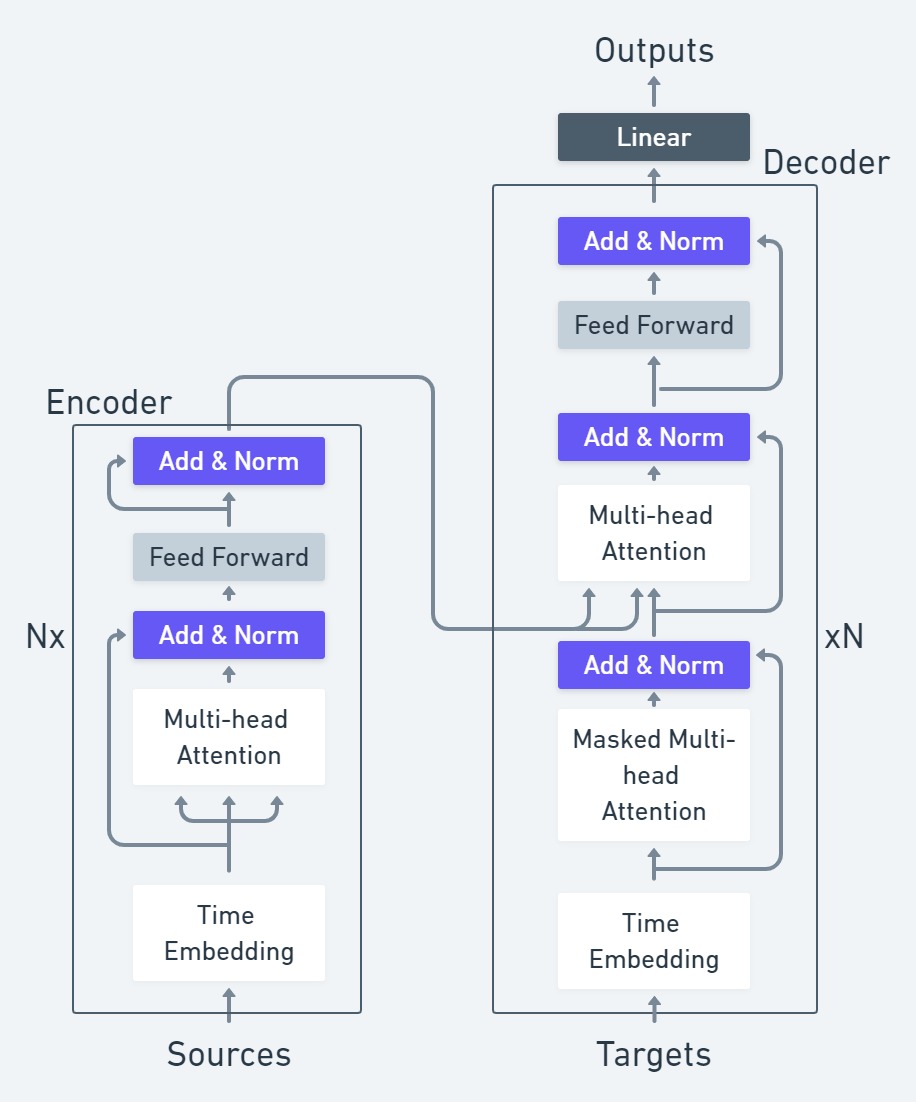 Outputs
Linear
Decoder
Add & Norm
Feed Forward
Add & Norm
Multi-head
Attention
Add & Norm
Masked Multi-
head
Attention
Time
Embedding
Targets
xN
Encoder
Add & Norm
Feed Forward
Add & Norm
Multi-head
Attention
Time
Embedding
Sources
Nx